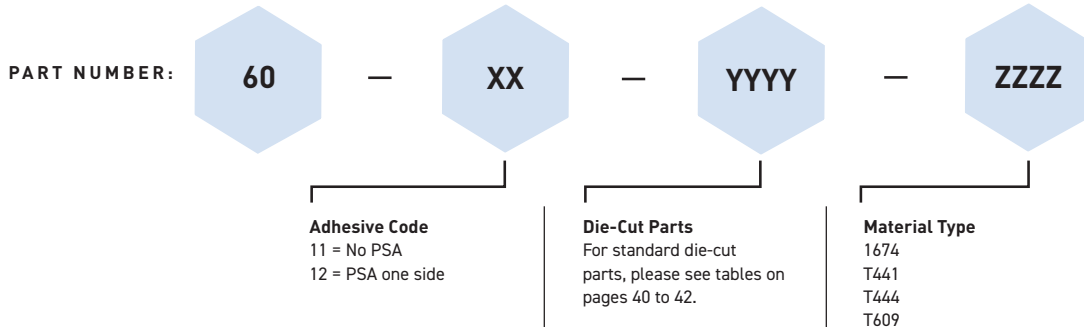 PART NUMBER: 60 — XX — YYYY — ZZZZ
Adhesive Code
11 = No PSA
12 = PSA one side
Die-Cut Parts
For standard die-cut
parts, please see tables on
pages 40 to 42.
Material Type
1674
T441
T444
T609